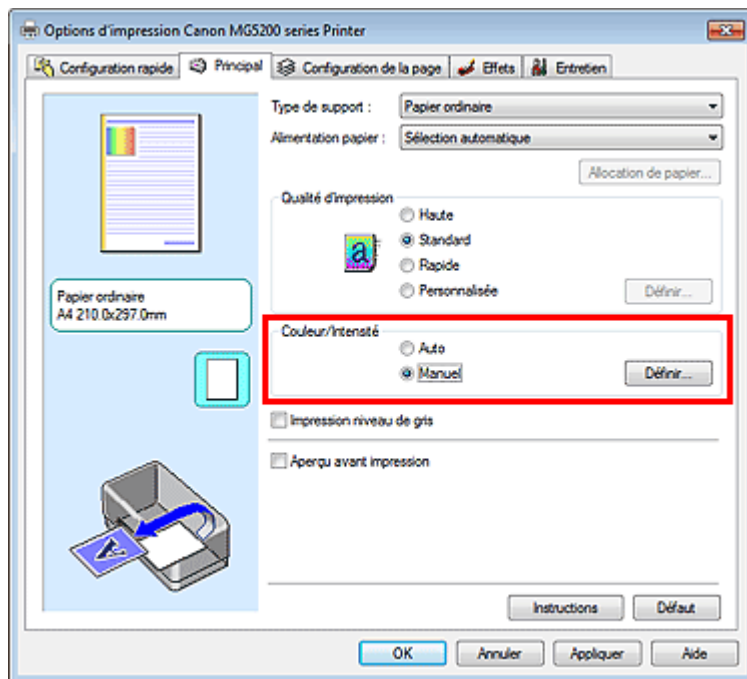 Options d'impression Canon MG5200 series Printer
Configuration rapide Principal Configuration de la page Effets Entretien
Type de support : Papier ordinaire
Alimentation papier : Sélection automatique
Allocation de papier...
Qualité d'impression
Haute
a Standard
Rapide
Personnalisée Définir...
Papier ordinaire
A4 210.0x297.0mm
Couleur/Intensité
Auto
Manuel Définir...
Impression niveau de gris
Aperçu avant impression
A
Instructions Défaut
OK Annuler Appliquer Aide